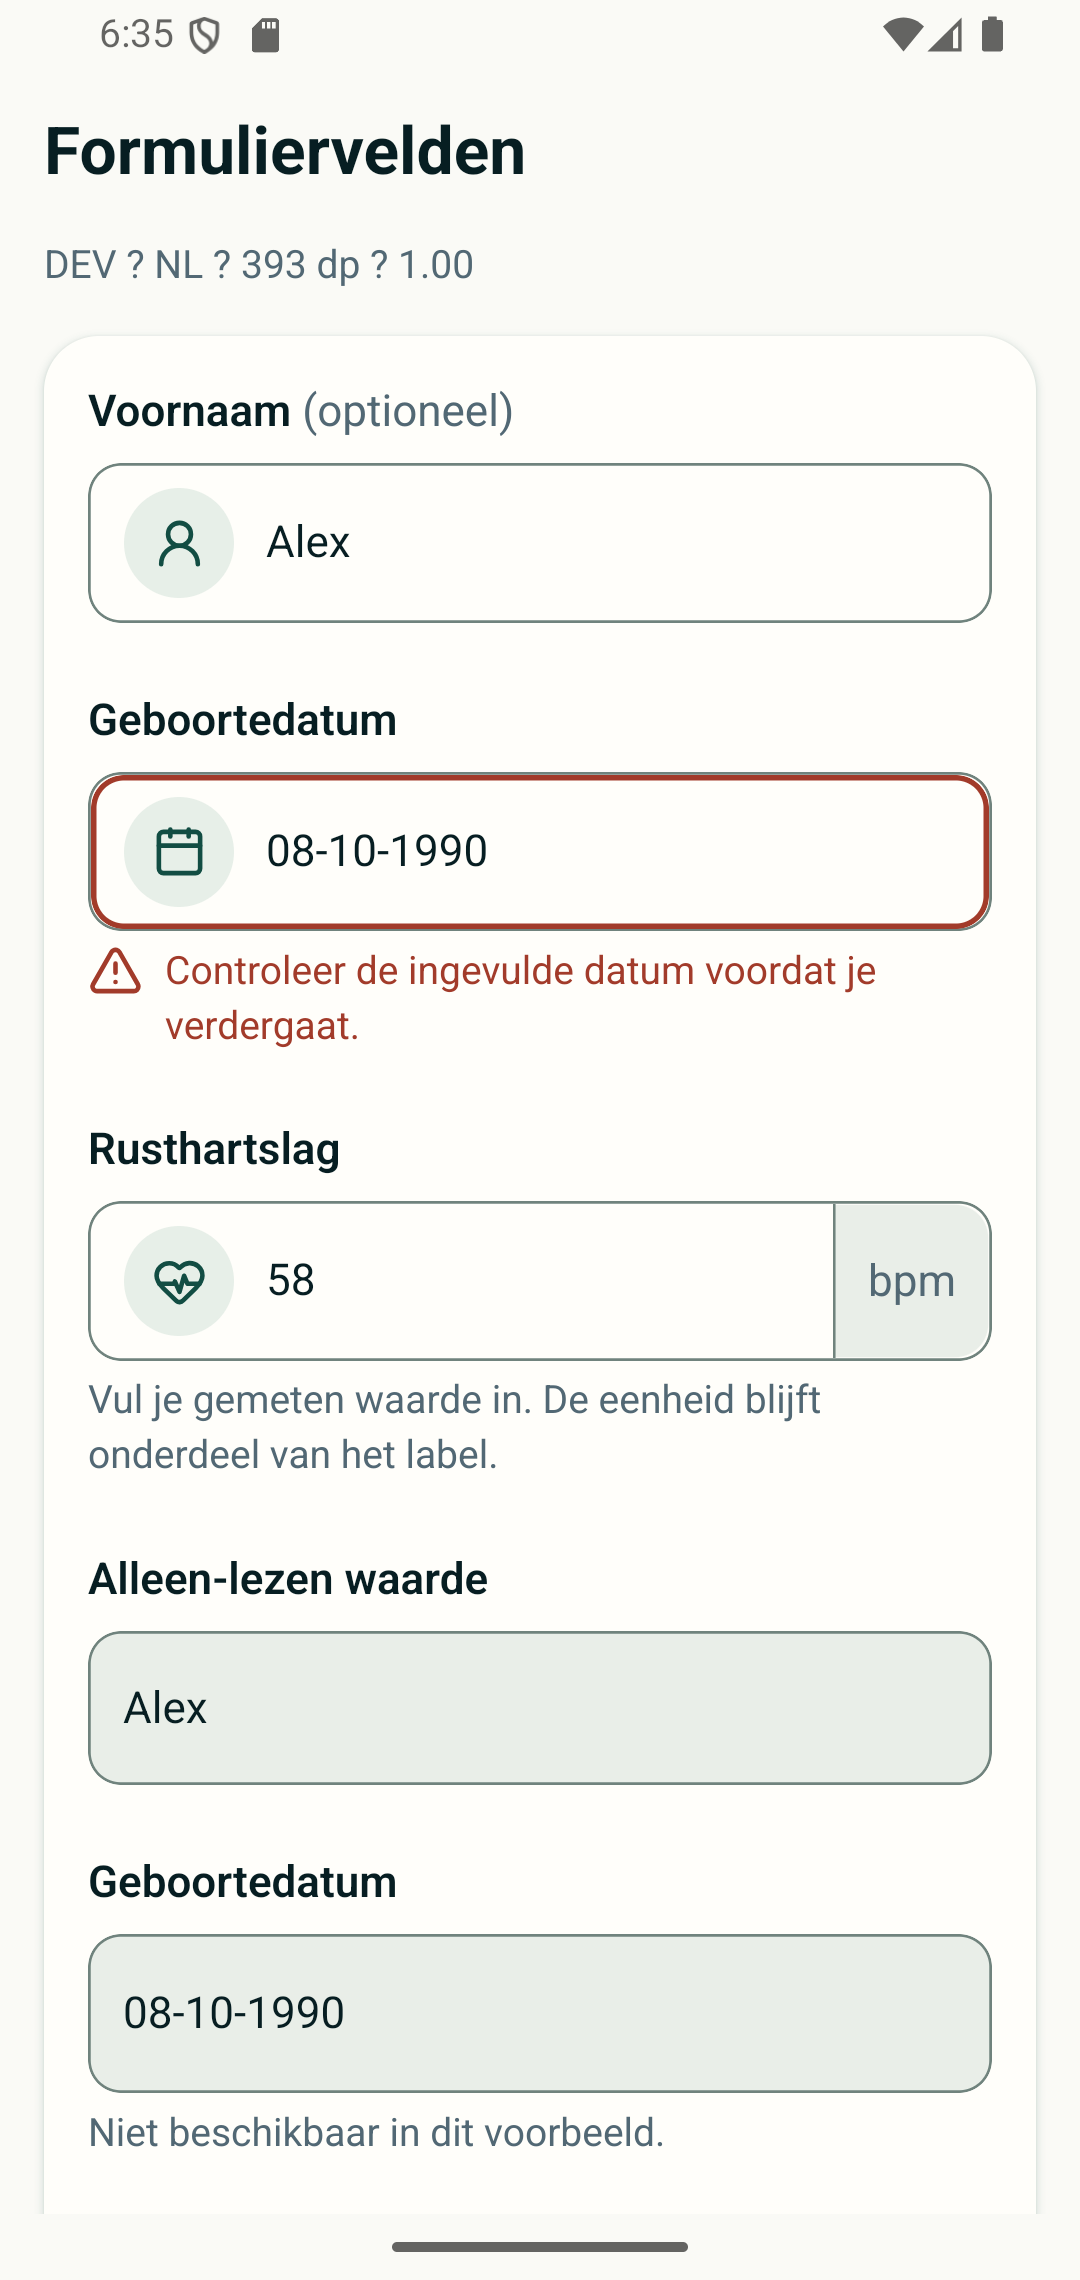 6:35
Formuliervelden
DEV ? NL ? 393 dp ? 1.00
Voornaam (optioneel)
Alex
Geboortedatum
08-10-1990
Controleer de ingevulde datum voordat je
verdergaat.
Rusthartslag
58
bpm
Vul je gemeten waarde in. De eenheid blijft
onderdeel van het label.
Alleen-lezen waarde
Alex
Geboortedatum
08-10-1990
Niet beschikbaar in dit voorbeeld.